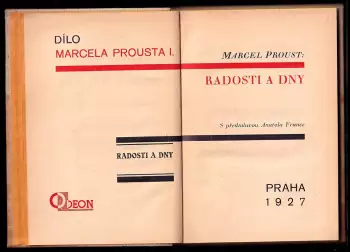 DÍLO
MARCELA PROUSTA I.
RADOSTI A DNY
ODEON
MARCEL PROUST:
RADOSTI A DNY
S předmluvou Anatola France
PRAHA
1927